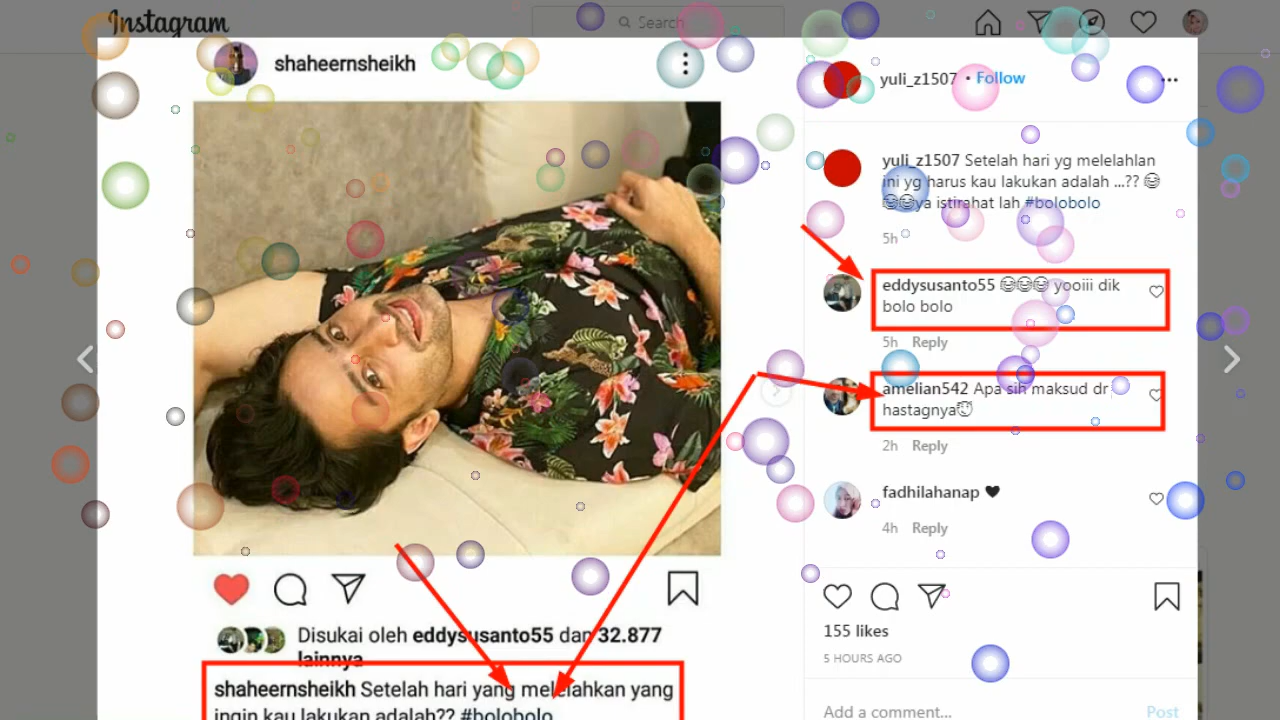 Instagram
Search
shaheernsheikh
yuli_z1507 • Follow
yuli_z1507 Setelah hari yg melelahlan
ini yg harus kau lakukan adalah ...?? 😂
😂😂ya istirahat lah #bolobolo
5h
eddysusanto55 😂😂😂 yooiii dik
bolo bolo
5h Reply
amelian542 Apa sih maksud dr
hastagnya😇
2h Reply
fadhilahanap 🖤
4h Reply
Disukai oleh eddysusanto55 dan 32.877
lainnya
shaheernsheikh Setelah hari yang melelahkan yang
ingin kau lakukan adalah?? #bolobolo
155 likes
5 HOURS AGO
Add a comment... Post